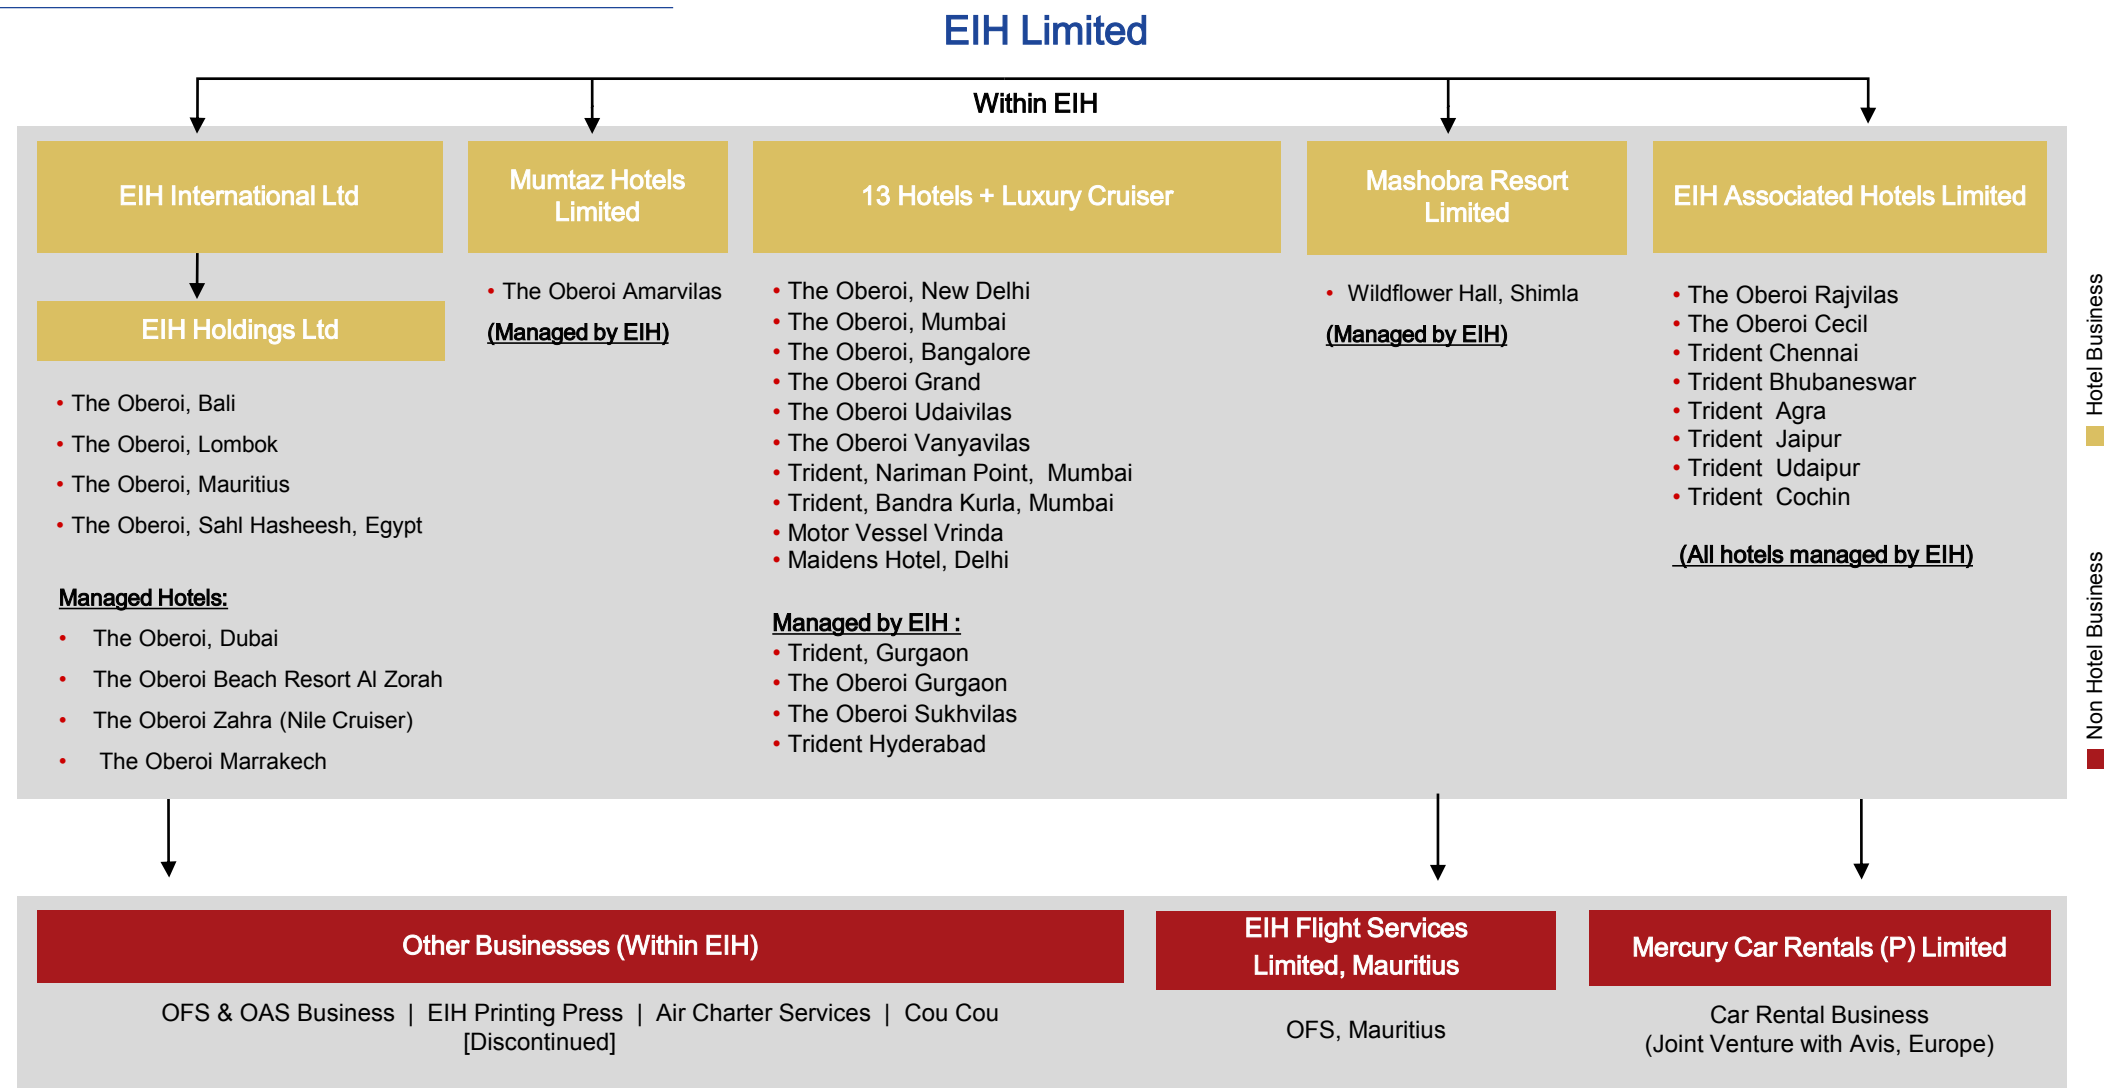 EIH Limited
Within EIH
EIH International Ltd
EIH Holdings Ltd
• The Oberoi, Bali
• The Oberoi, Lombok
• The Oberoi, Mauritius
• The Oberoi, Sahl Hasheesh, Egypt
Managed Hotels:
• The Oberoi, Dubai
• The Oberoi Beach Resort Al Zorah
• The Oberoi Zahra (Nile Cruiser)
• The Oberoi Marrakech
Mumtaz Hotels
Limited
• The Oberoi Amarvilas
(Managed by EIH)
13 Hotels + Luxury Cruiser
• The Oberoi, New Delhi
• The Oberoi, Mumbai
• The Oberoi, Bangalore
• The Oberoi Grand
• The Oberoi Udaivilas
• The Oberoi Vanyavilas
• Trident, Nariman Point, Mumbai
• Trident, Bandra Kurla, Mumbai
• Motor Vessel Vrinda
• Maidens Hotel, Delhi
Managed by EIH :
• Trident, Gurgaon
• The Oberoi Gurgaon
• The Oberoi Sukhvilas
• Trident Hyderabad
Mashobra Resort
Limited
• Wildflower Hall, Shimla
(Managed by EIH)
EIH Associated Hotels Limited
• The Oberoi Rajvilas
• The Oberoi Cecil
• Trident Chennai
• Trident Bhubaneswar
• Trident Agra
• Trident Jaipur
• Trident Udaipur
• Trident Cochin
(All hotels managed by EIH)
Hotel Business
Non Hotel Business
Other Businesses (Within EIH)
OFS & OAS Business | EIH Printing Press | Air Charter Services | Cou Cou
[Discontinued]
EIH Flight Services
Limited, Mauritius
OFS, Mauritius
Mercury Car Rentals (P) Limited
Car Rental Business
(Joint Venture with Avis, Europe)